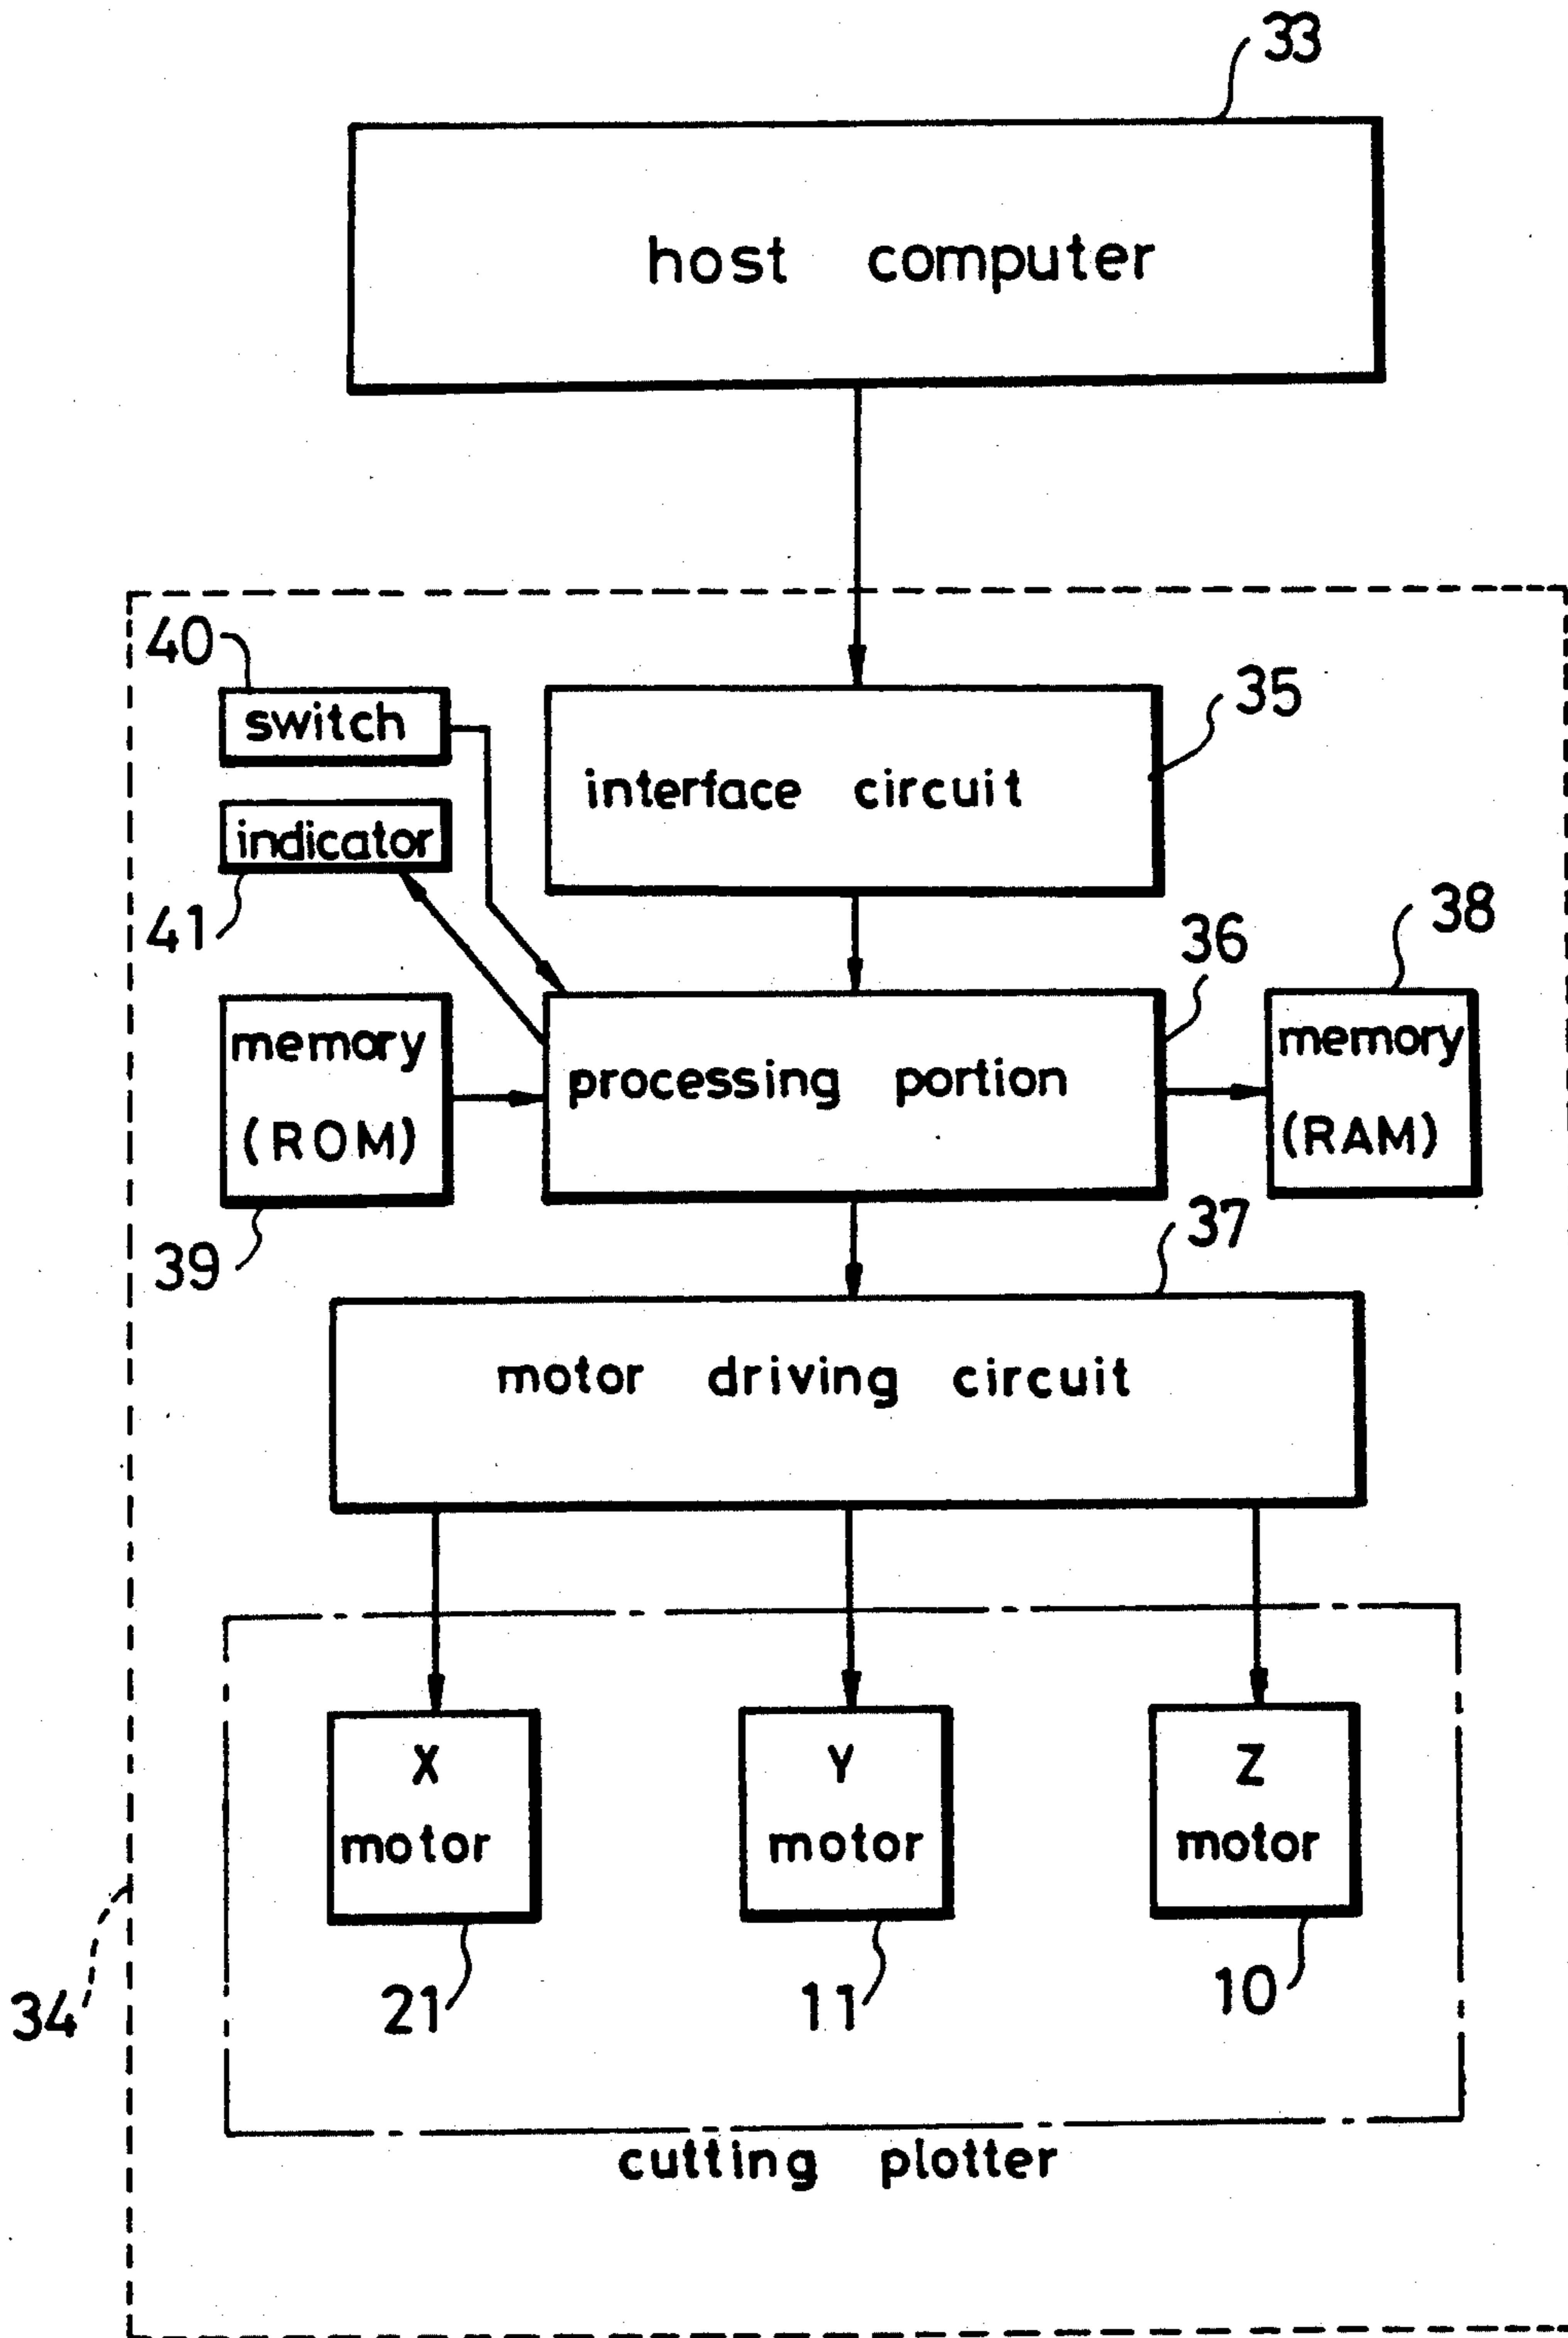 33
host computer
40
switch
35
interface circuit
indicator
41
38
36
memory
(ROM)
processing portion
memory
(RAM)
39
37
motor driving circuit
X
motor
Y
motor
Z
motor
34
21
11
10
cutting plotter